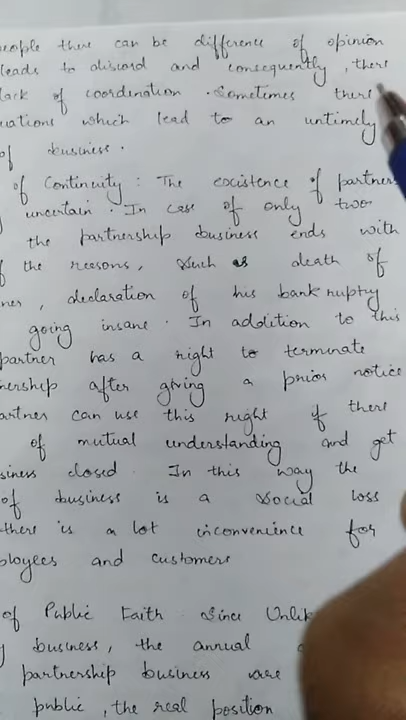 people there can be difference of opinion
leads to discord and consequently, there
lack of coordination. Sometimes there
uations which lead to an untimely
of business.
of Continuity: The existence of partner
uncertain. In case of only two
the partnership business ends with
the reasons, such as death of
ner, declaration of his bankruptcy
going insane. In addition to this
partner has a right to terminate
nership after giving a prior notice
artner can use this right if there
of mutual understanding and get
siness closed. In this way the
of business is a social loss
there is a lot inconvenience for
ployees and customers
of Public Faith Since Unlik
business, the annual
partnership business are
public, the real position